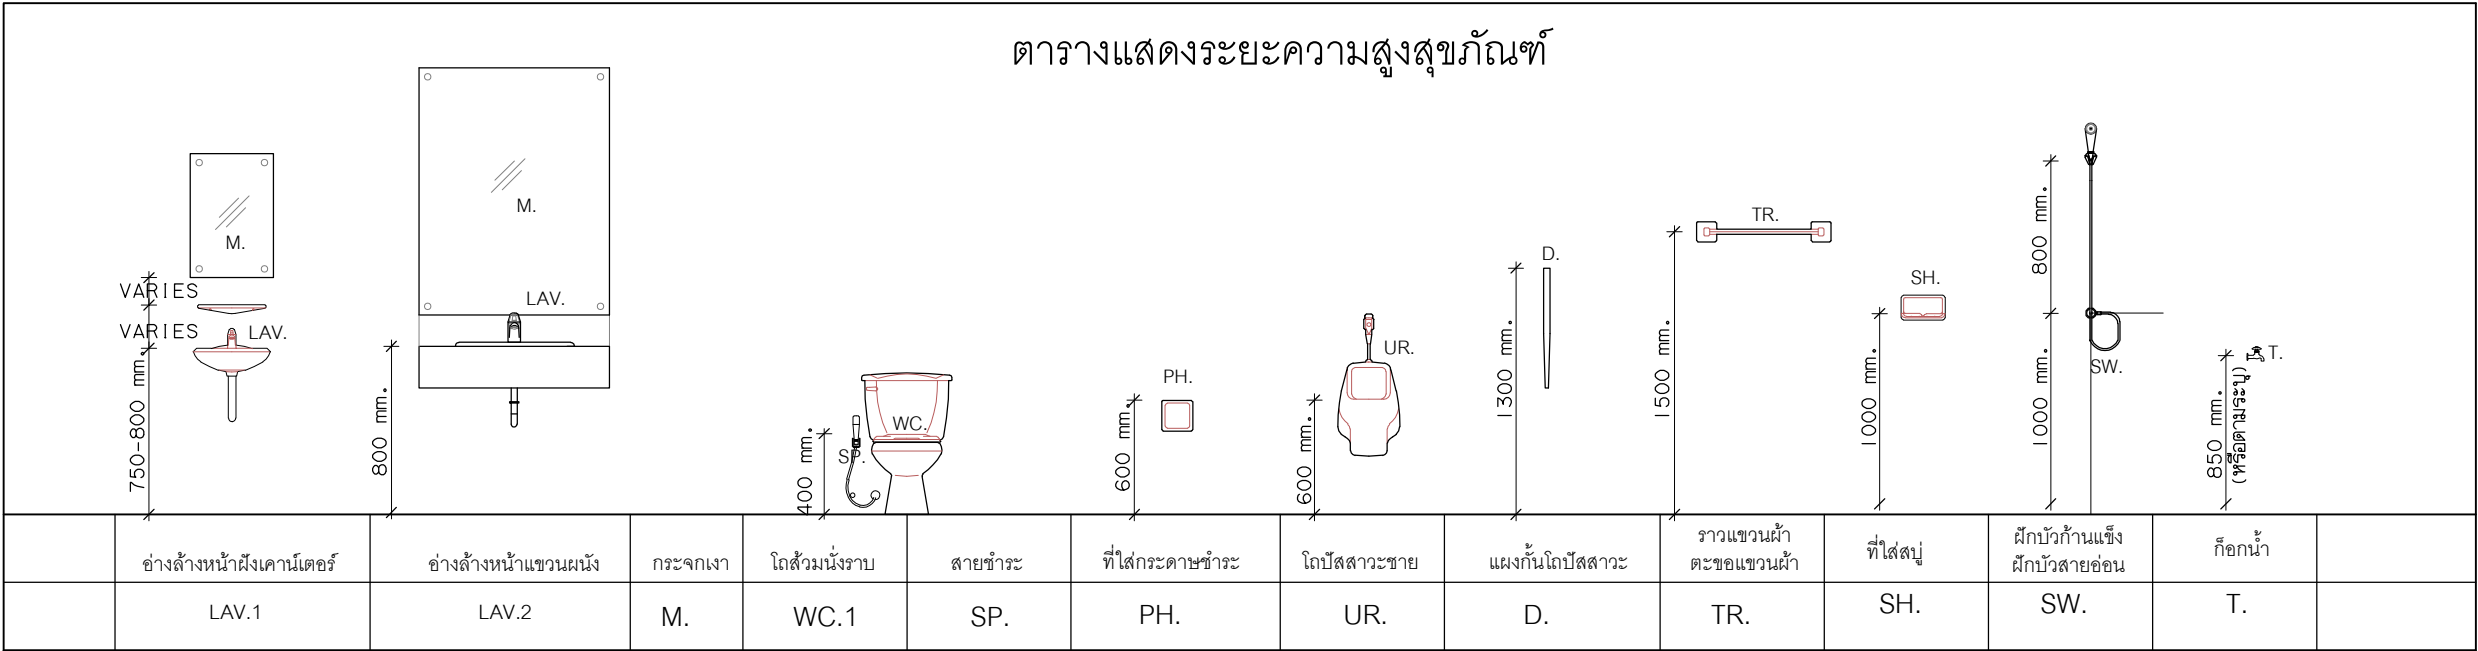 ตารางแสดงระยะความสูงสุขภัณฑ์
M.
VARIES
VARIES
LAV.
750-800 mm.
M.
LAV.
800 mm.
WC.
SP.
400 mm.
PH.
600 mm.
UR.
600 mm.
D.
1300 mm.
TR.
1500 mm.
SH.
1000 mm.
800 mm.
1000 mm.
SW.
T.
850 mm.
(หรือตามระบุ)
อ่างล้างหน้าฝังเคาน์เตอร์
อ่างล้างหน้าแขวนผนัง
กระจกเงา
โถส้วมนั่งราบ
สายชำระ
ที่ใส่กระดาษชำระ
โถปัสสาวะชาย
แผงกั้นโถปัสสาวะ
ราวแขวนผ้า
ตะขอแขวนผ้า
ที่ใส่สบู่
ฝักบัวก้านแข็ง
ฝักบัวสายอ่อน
ก็อกน้ำ
LAV.1
LAV.2
M.
WC.1
SP.
PH.
UR.
D.
TR.
SH.
SW.
T.